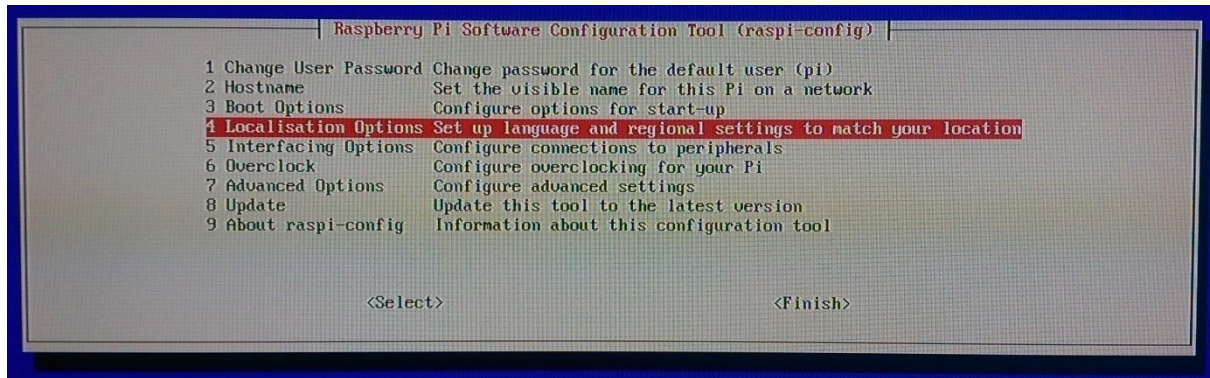 Raspberry Pi Software Configuration Tool (raspi-config)
1 Change User Password Change password for the default user (pi)
2 Hostname Set the visible name for this Pi on a network
3 Boot Options Configure options for start-up
4 Localisation Options Set up language and regional settings to match your location
5 Interfacing Options Configure connections to peripherals
6 Overclock Configure overclocking for your Pi
7 Advanced Options Configure advanced settings
8 Update Update this tool to the latest version
9 About raspi-config Information about this configuration tool
<Select> <Finish>